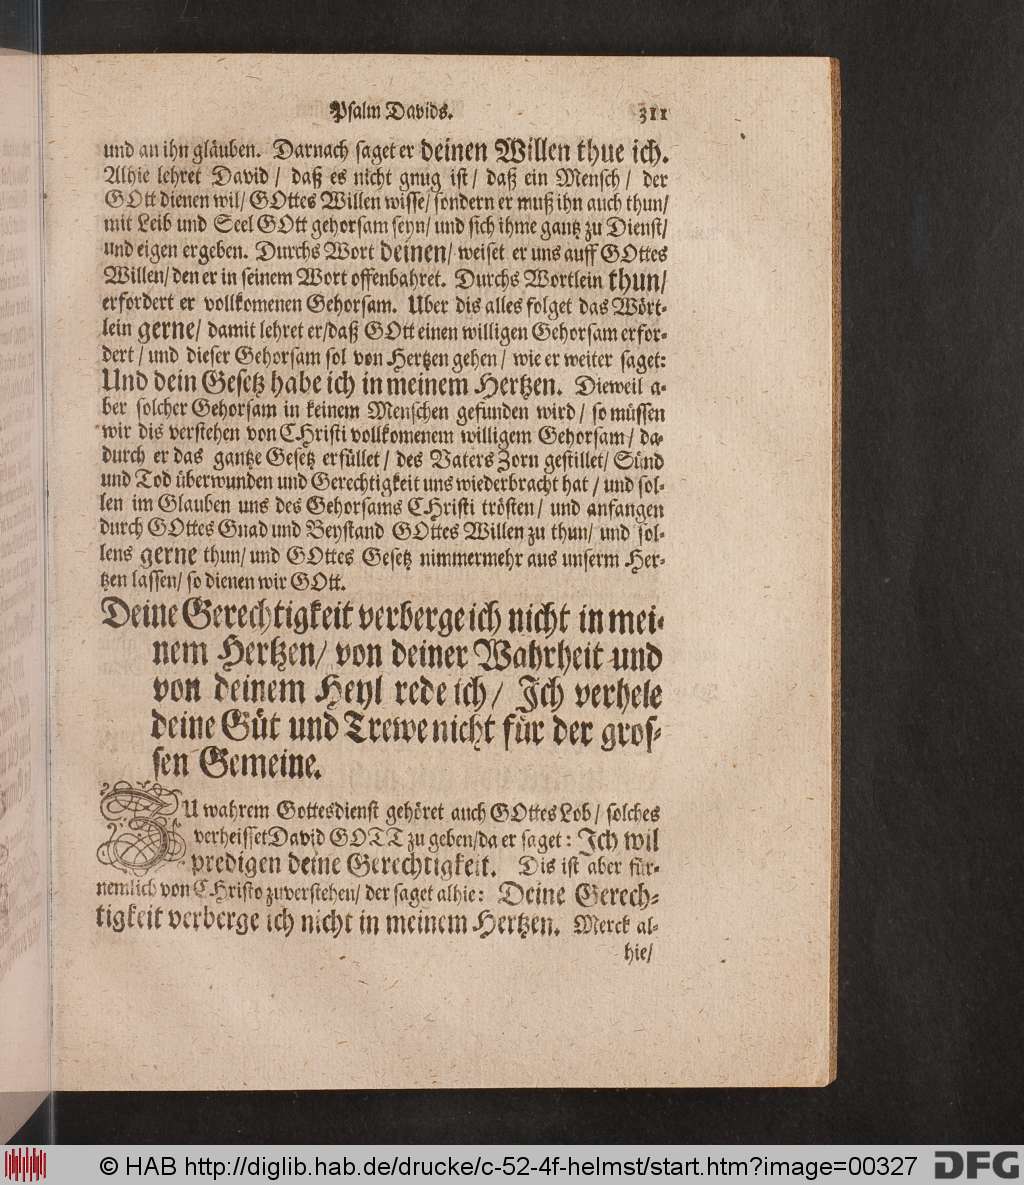 Psalm Davids. 311
und an ihn gläuben. Darnach saget er deinen Willen thue ich.
Alhie lehret David / daß es nicht gnug ist / daß ein Mensch / der
GOtt dienen wil / GOttes Willen wisse / sondern er muß ihn auch thun /
mit Leib und Seel GOtt gehorsam seyn / und sich ihme gantz zu Dienst /
und eigen ergeben. Durchs Wort deinen / weiset er uns auff GOttes
Willen / den er in seinem Wort offenbahret. Durchs Wortlein thun /
erfordert er vollkomenen Gehorsam. Uber dis alles folget das Wört-
lein gerne / damit lehret er / daß GOtt einen willigen Gehorsam erfor-
dert / und dieser Gehorsam sol von Hertzen gehen / wie er weiter saget:
Und dein Gesetz habe ich in meinem Hertzen. Dieweil a-
ber solcher Gehorsam in keinem Menschen gefunden wird / so müssen
wir dis verstehen von CHristi vollkomenem willigem Gehorsam / da-
durch er das gantze Gesetz erfüllet / des Vaters Zorn gestillet / Sünd
und Tod überwunden und Gerechtigkeit uns wiederbracht hat / und sol-
len im Glauben uns des Gehorsams CHristi trösten / und anfangen
durch GOttes Gnad und Beystand GOttes Willen zu thun / und sol-
lens gerne thun / und GOttes Gesetz nimmermehr aus unserm Her-
tzen lassen / so dienen wir GOtt.
Deine Gerechtigkeit verberge ich nicht in mei-
nem Hertzen / von deiner Wahrheit und
von deinem Heyl rede ich / Ich verhele
deine Güt und Trewe nicht für der gros-
sen Gemeine.
ZU wahrem Gottesdienst gehöret auch GOttes Lob / solches
verheisset David GOTT zu geben / da er saget: Ich wil
predigen deine Gerechtigkeit. Dis ist aber für-
nemlich von CHristo zuverstehen / der saget alhie: Deine Gerech-
tigkeit verberge ich nicht in meinem Hertzen. Merck al-
hie /
© HAB http://diglib.hab.de/drucke/c-52-4f-helmst/start.htm?image=00327 DFG